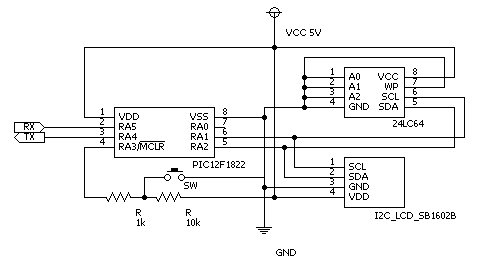 VCC 5V
1 A0 VCC 8
2 A1 WP 7
3 A2 SCL 6
4 GND SDA 5
24LC64
1 VDD VSS 8
RX 2 RA5 RA0 7
TX 3 RA4 RA1 6
4 RA3/MCLR RA2 5
PIC12F1822
SW
1 SCL
2 SDA
3 GND
4 VDD
I2C_LCD_SB1602B
R
1k
R
10k
GND